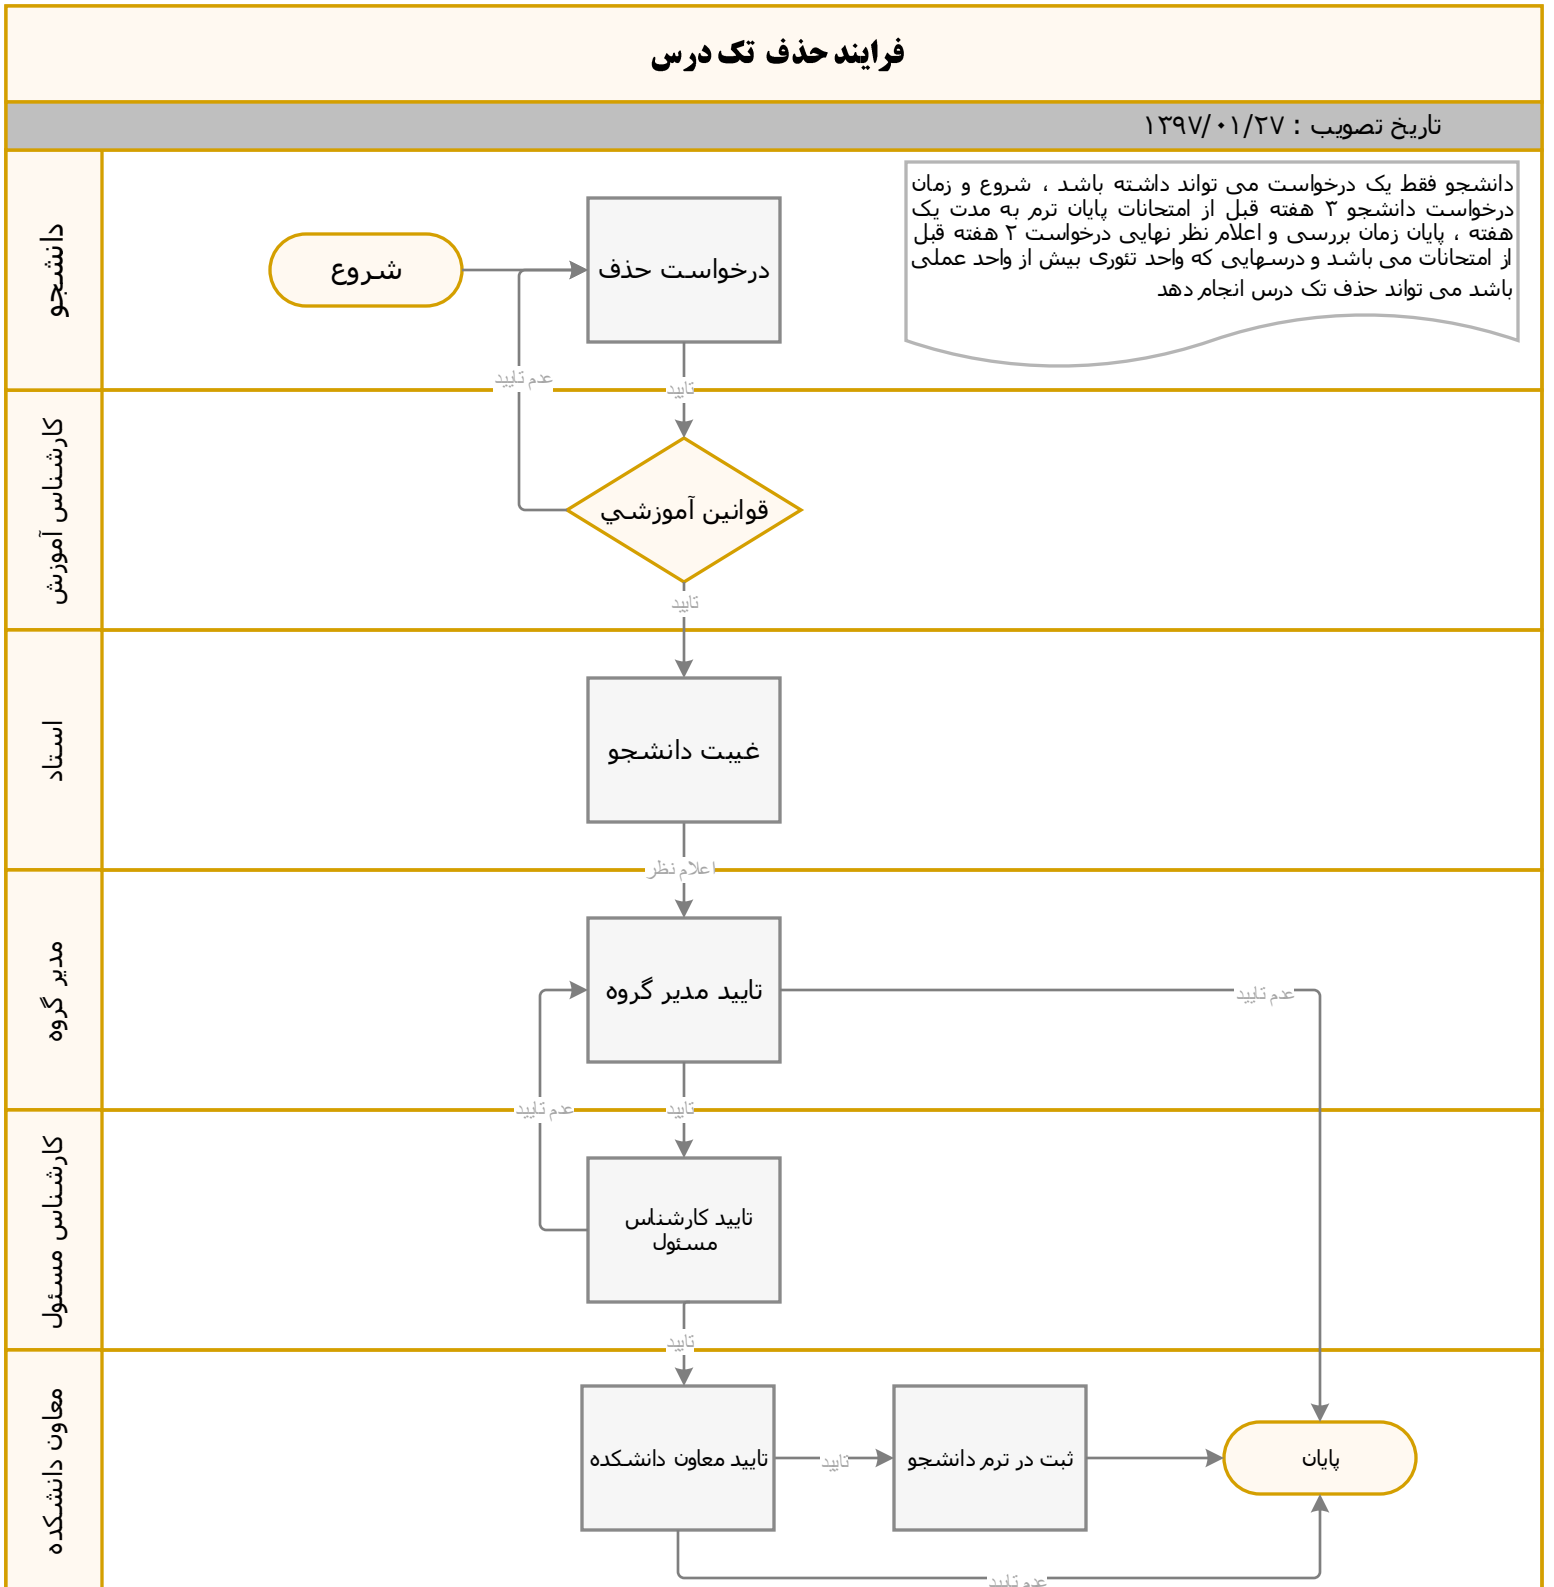 فرایند حذف تک درس
تاریخ تصویب : ۱۳۹۷/۰۱/۲۷
دانشجو
دانشجو فقط یک درخواست می تواند داشته باشد ، شروع و زمان
درخواست دانشجو ۳ هفته قبل از امتحانات پایان ترم به مدت یک
هفته ، پایان زمان بررسی و اعلام نظر نهایی درخواست ۲ هفته قبل
از امتحانات می باشد و درسهایی که واحد تئوری بیش از واحد عملی
باشد می تواند حذف تک درس انجام دهد
شروع
درخواست حذف
عدم تایید
تایید
کارشناس آموزش
قوانین آموزشي
تایید
استاد
غیبت دانشجو
اعلام نظر
مدیر گروه
تایید مدیر گروه
عدم تایید
عدم تایید
تایید
کارشناس مسئول
تایید کارشناس
مسئول
تایید
معاون دانشکده
تایید معاون دانشکده
تایید
ثبت در ترم دانشجو
پایان
عدم تایید